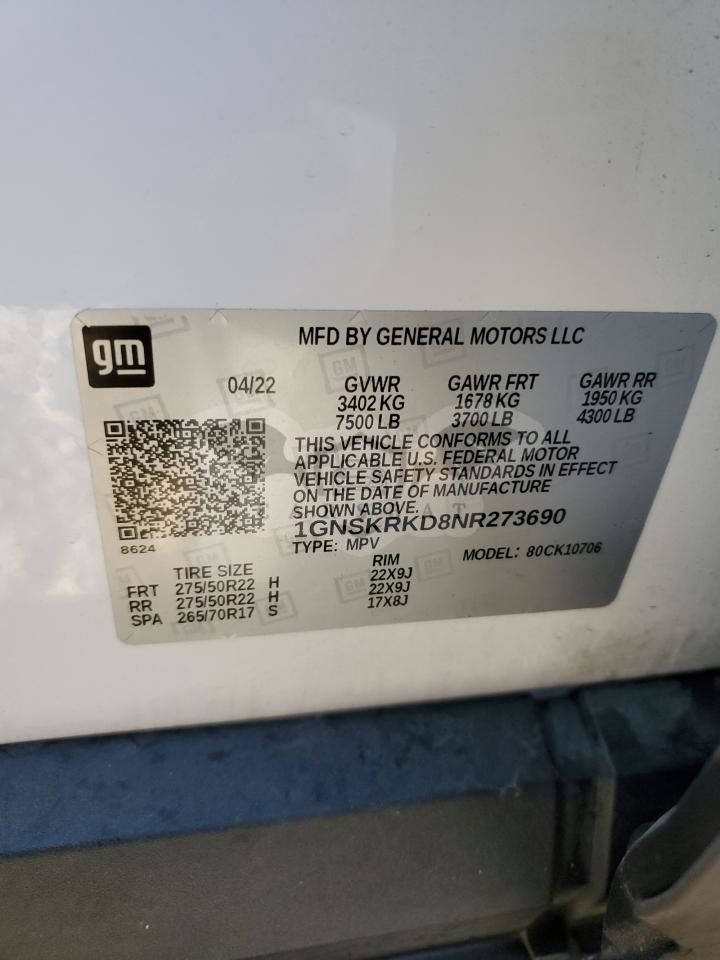 gm
MFD BY GENERAL MOTORS LLC
04/22 GVWR GAWR FRT GAWR RR
3402 KG 1678 KG 1950 KG
7500 LB 3700 LB 4300 LB
THIS VEHICLE CONFORMS TO ALL
APPLICABLE U.S. FEDERAL MOTOR
VEHICLE SAFETY STANDARDS IN EFFECT
ON THE DATE OF MANUFACTURE
SHOWN ABOVE.
1GNSKRKD8NR273690
8624
TYPE: MPV MODEL: 80CK10706
TIRE SIZE RIM
FRT 275/50R22 H 22X9J
RR 275/50R22 H 22X9J
SPA 265/70R17 S 17X8J